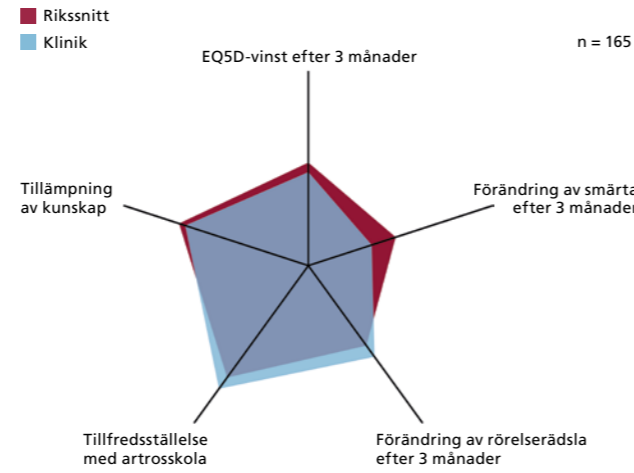 Rikssnitt
Klinik
n = 165
EQ5D-vinst efter 3 månader
Tillämpning
av kunskap
Förändring av smärta
efter 3 månader
Tillfredsställelse
med artrosskola
Förändring av rörelserädsla
efter 3 månader